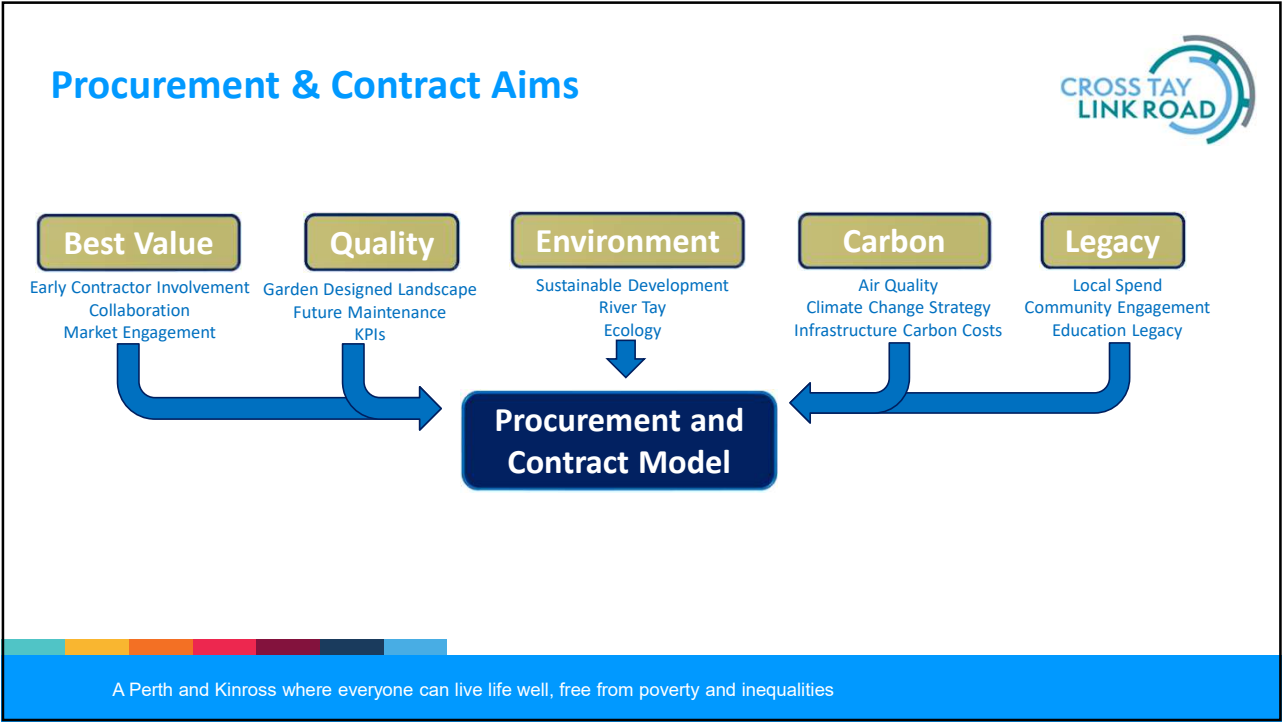 Procurement & Contract Aims
CROSS TAY
LINK ROAD
Best Value
Early Contractor Involvement
Collaboration
Market Engagement
Quality
Garden Designed Landscape
Future Maintenance
KPIs
Environment
Sustainable Development
River Tay
Ecology
Carbon
Air Quality
Climate Change Strategy
Infrastructure Carbon Costs
Legacy
Local Spend
Community Engagement
Education Legacy
Procurement and
Contract Model
A Perth and Kinross where everyone can live life well, free from poverty and inequalities